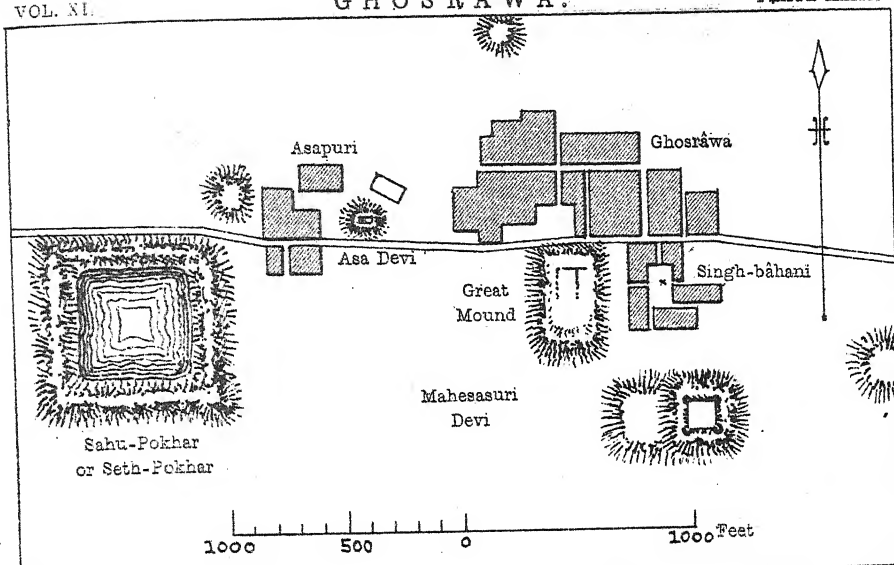 VOL. XI.
GHOSRAWA.
Asapuri
Ghosrâwa
Asa Devi
Singh-bâhani
Great
Mound
Mahesasuri
Devi
Sahu-Pokhar
or Seth-Pokhar
1000 500 0 1000 Feet